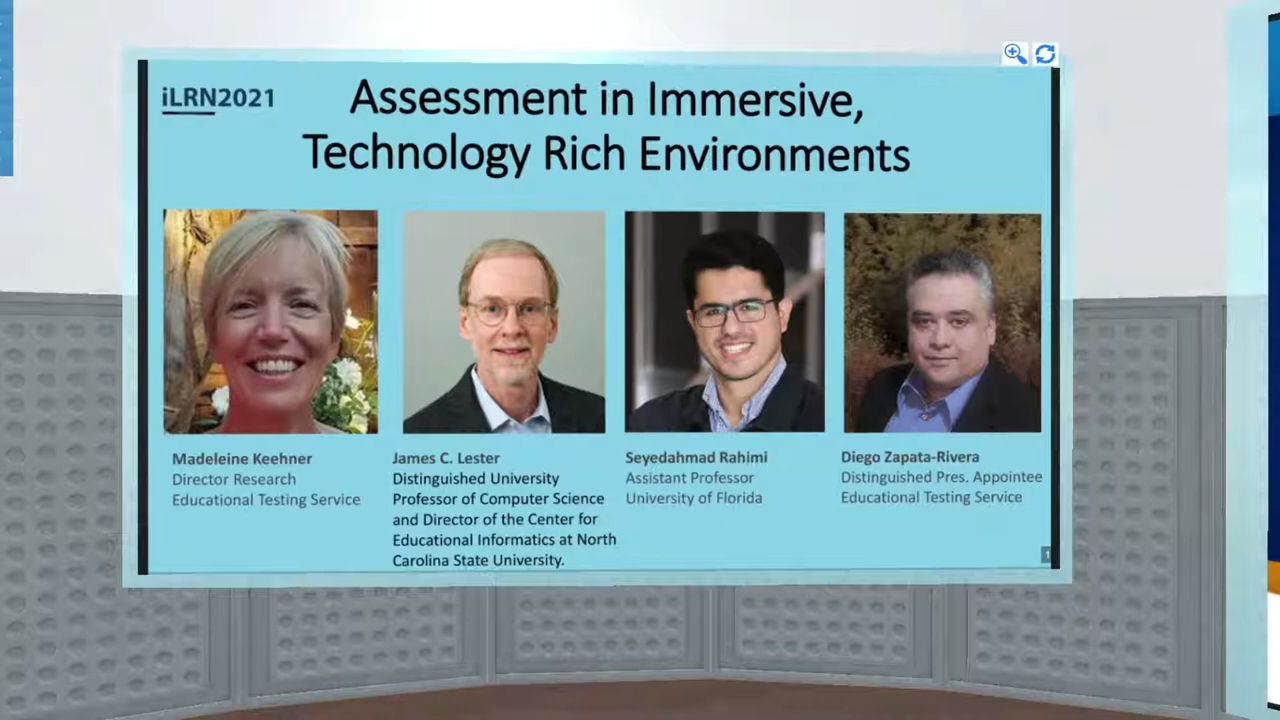 iLRN2021
Assessment in Immersive,
Technology Rich Environments
Madeleine Keehner
Director Research
Educational Testing Service
James C. Lester
Distinguished University
Professor of Computer Science
and Director of the Center for
Educational Informatics at North
Carolina State University.
Seyedahmad Rahimi
Assistant Professor
University of Florida
Diego Zapata-Rivera
Distinguished Pres. Appointee
Educational Testing Service
1